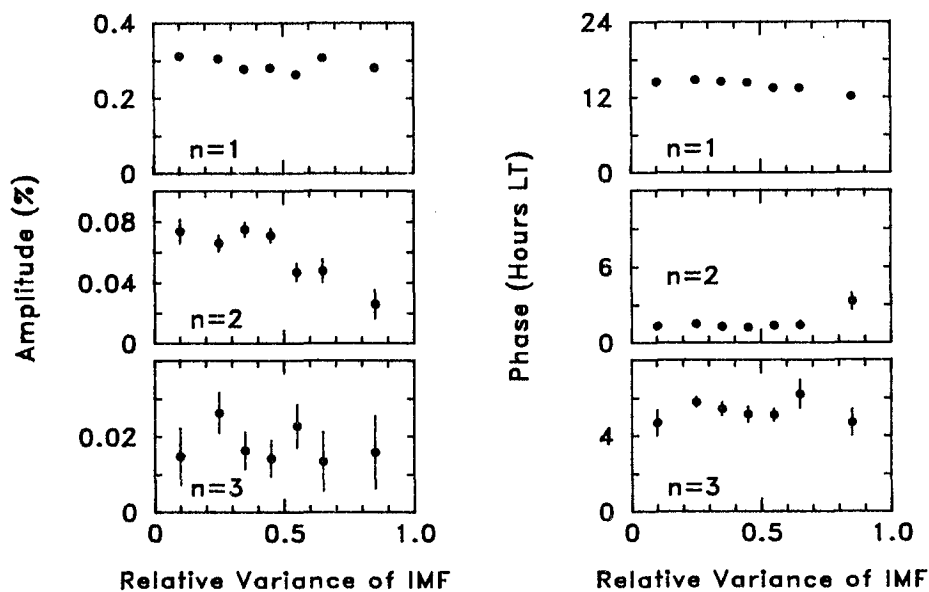 Amplitude (%)
0.4
0.2
0
n=1
0.08
0.04
0
n=2
0.02
0
n=3
0
0.5
1.0
Relative Variance of IMF
Phase (Hours LT)
24
12
0
n=1
6
0
n=2
4
0
n=3
0
0.5
1.0
Relative Variance of IMF